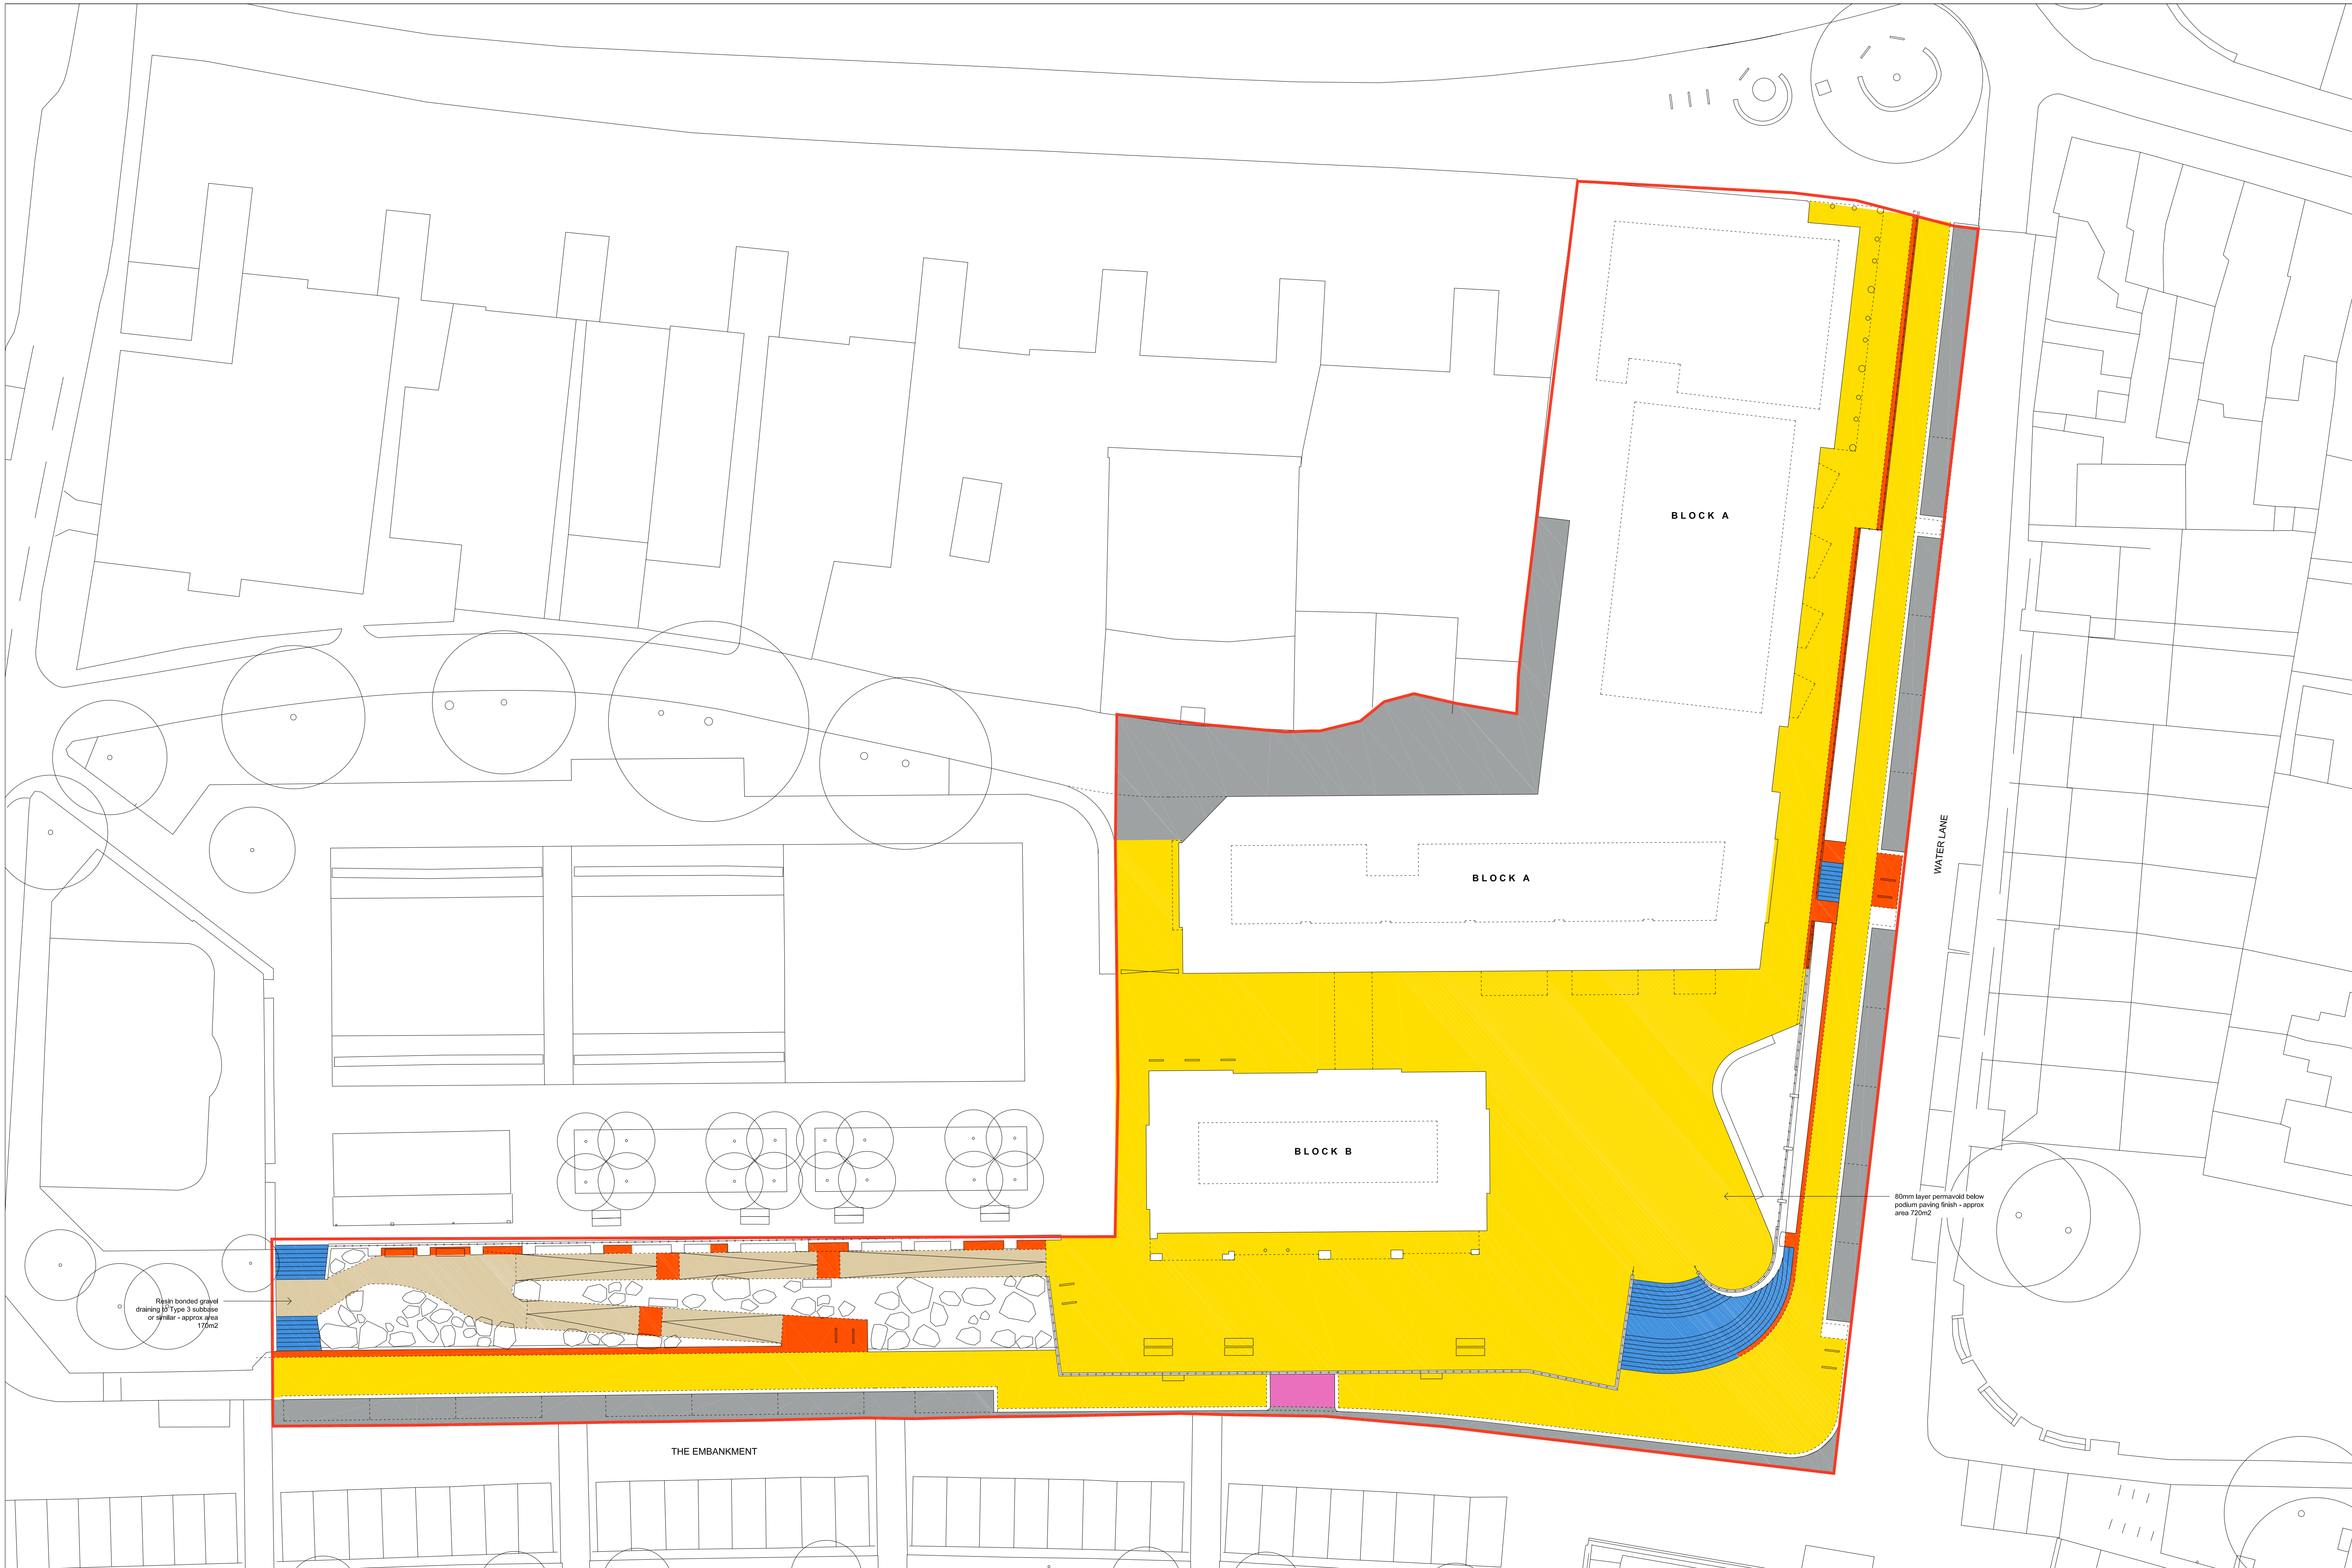 BLOCK A
WATER LANE
BLOCK A
BLOCK B
80mm layer permavoid below
podium paving finish - approx
area 720m2
Resin bonded gravel
draining to Type 3 subbase
or similar - approx area
170m2
THE EMBANKMENT